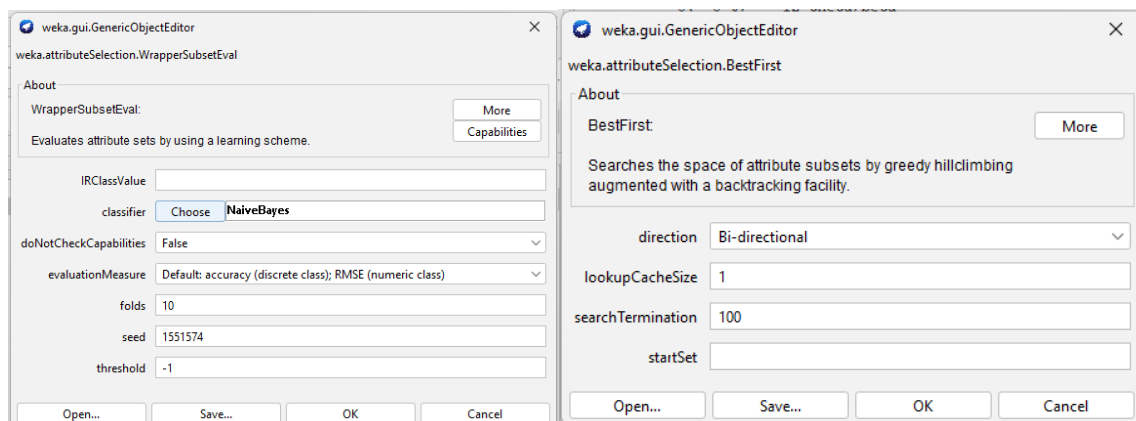 weka.gui.GenericObjectEditor
weka.attributeSelection.WrapperSubsetEval
About
WrapperSubsetEval:
More
Capabilities
Evaluates attribute sets by using a learning scheme.
IRClassValue
classifier Choose NaiveBayes
doNotCheckCapabilities False
evaluationMeasure Default: accuracy (discrete class); RMSE (numeric class)
folds 10
seed 1551574
threshold -1
Open... Save... OK Cancel
weka.gui.GenericObjectEditor
weka.attributeSelection.BestFirst
About
BestFirst:
More
Searches the space of attribute subsets by greedy hillclimbing
augmented with a backtracking facility.
direction Bi-directional
lookupCacheSize 1
searchTermination 100
startSet
Open... Save... OK Cancel